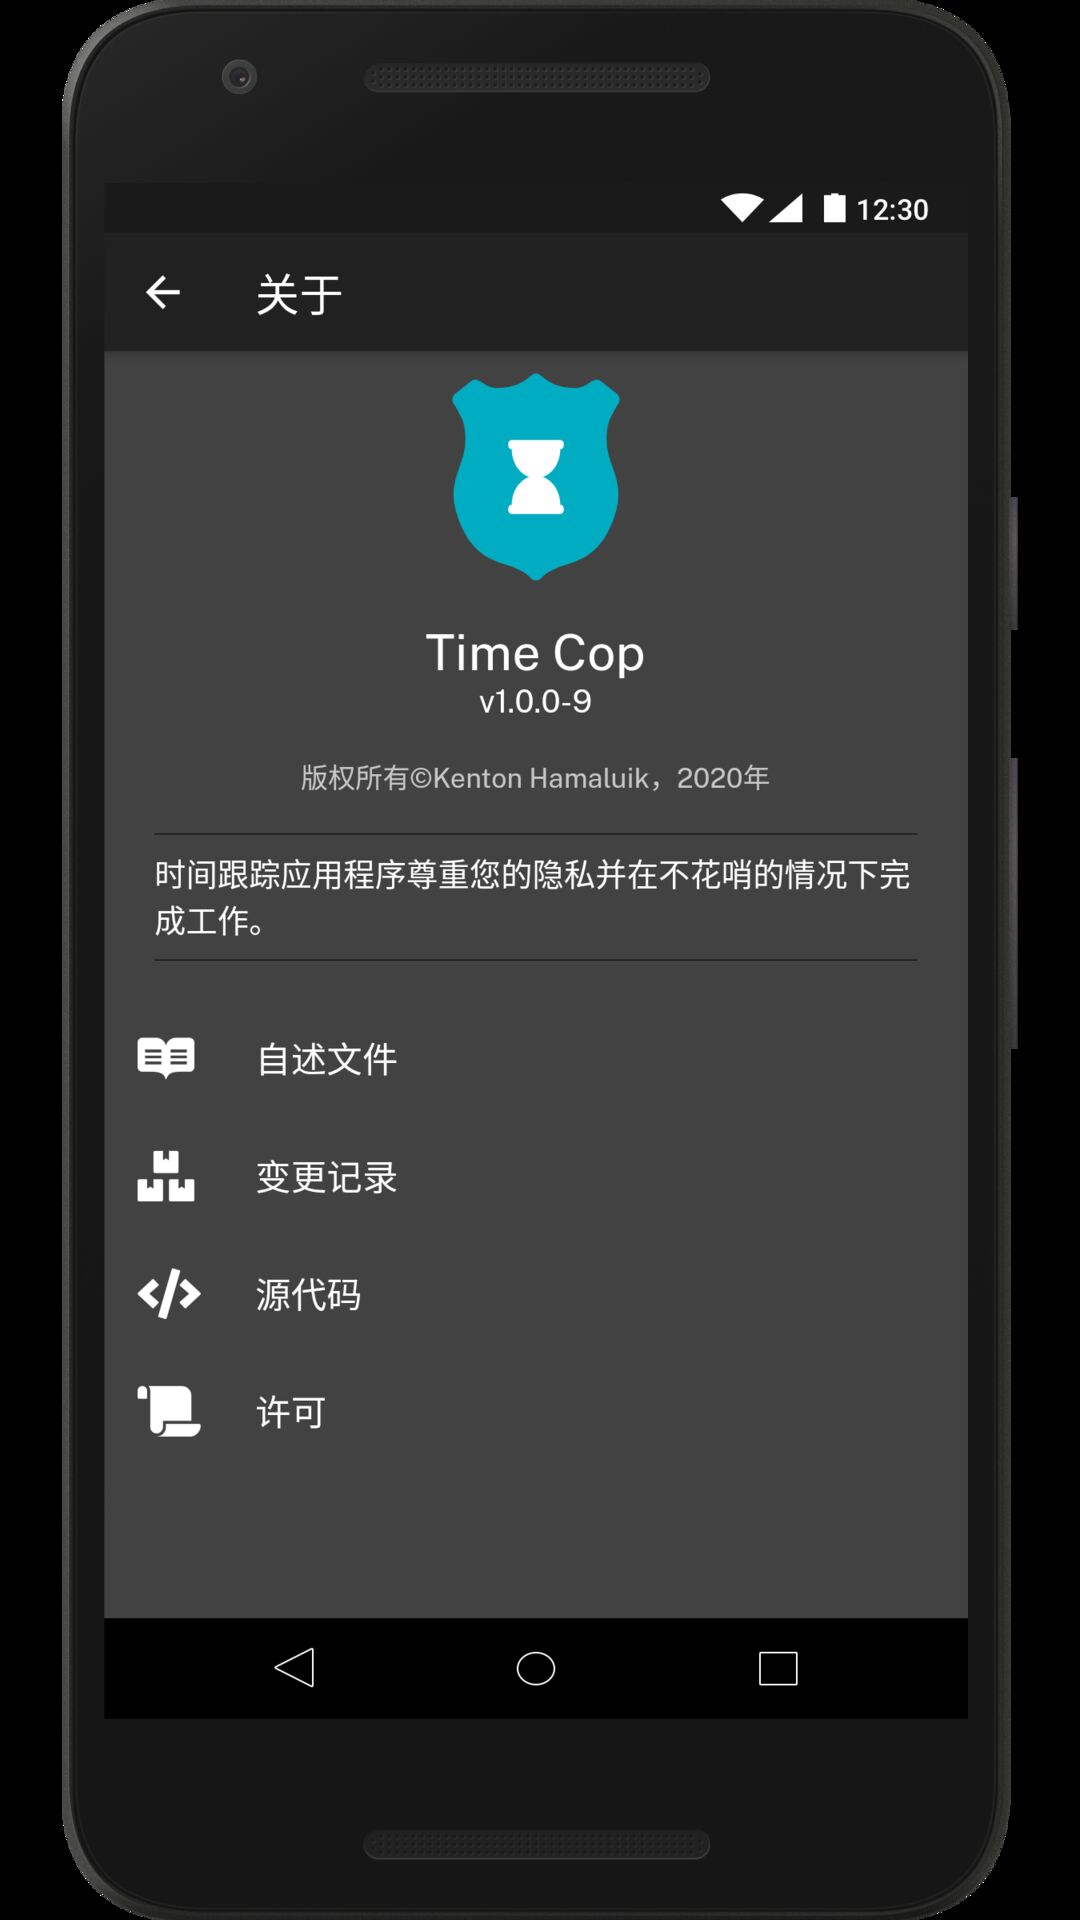 12:30
关于
Time Cop
v1.0.0-9
版权所有©Kenton Hamaluik，2020年
时间跟踪应用程序尊重您的隐私并在不花哨的情况下完
成工作。
自述文件
变更记录
源代码
许可